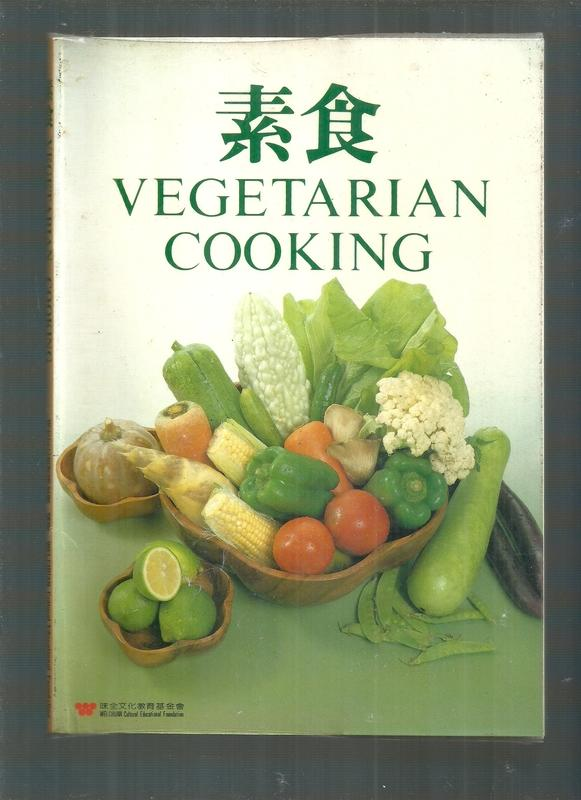 素食
VEGETARIAN
COOKING
味全文化教育基金會
WEI-CHUAN Cultural Educational Foundation